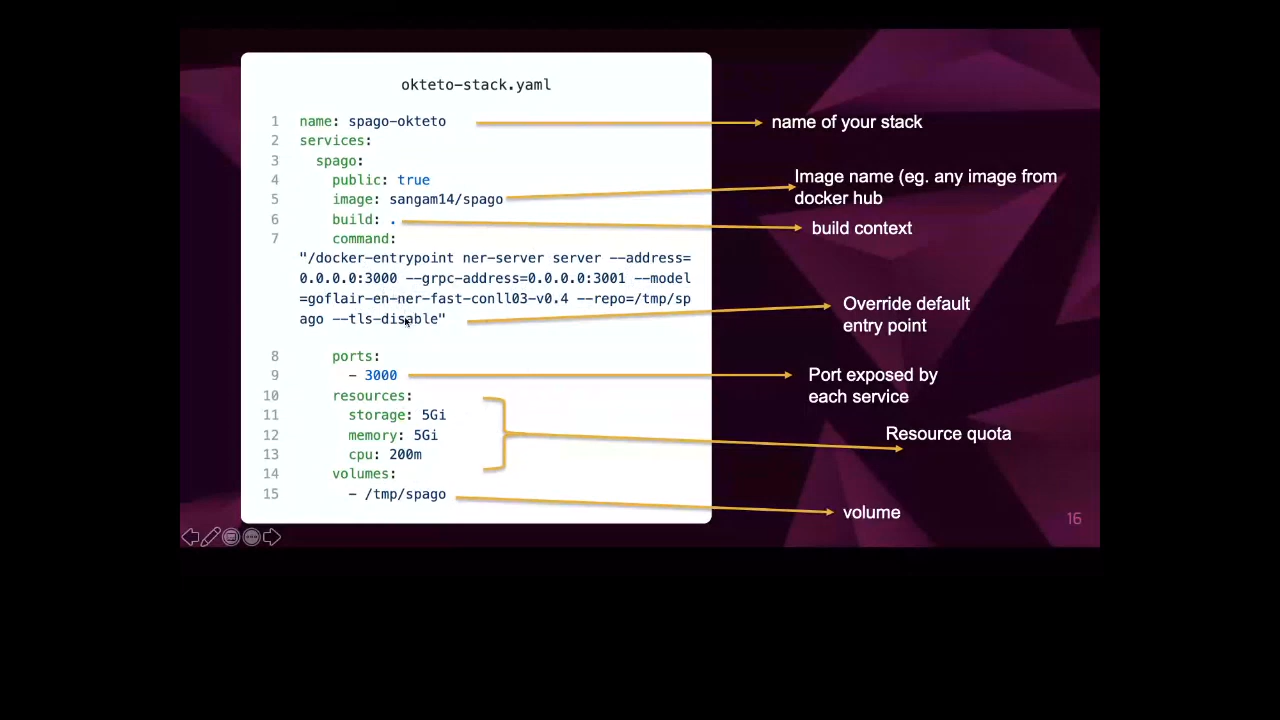 okteto-stack.yaml
1 name: spago-okteto
2 services:
3 spago:
4 public: true
5 image: sangam14/spago
6 build: .
7 command:
"/docker-entrypoint ner-server server --address=
0.0.0.0:3000 --grpc-address=0.0.0.0:3001 --model
=goflair-en-ner-fast-conll03-v0.4 --repo=/tmp/sp
ago --tls-disable"
8 ports:
9 - 3000
10 resources:
11 storage: 5Gi
12 memory: 5Gi
13 cpu: 200m
14 volumes:
15 - /tmp/spago
name of your stack
Image name (eg. any image from
docker hub
build context
Override default
entry point
Port exposed by
each service
Resource quota
volume
16